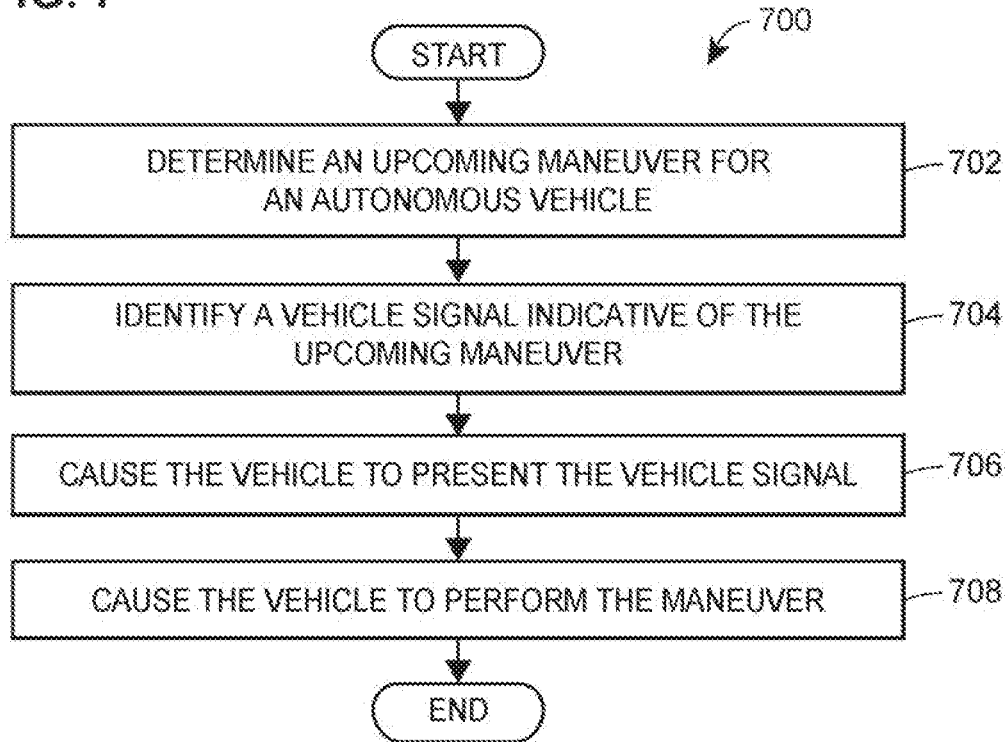 700
START
DETERMINE AN UPCOMING MANEUVER FOR
AN AUTONOMOUS VEHICLE
702
IDENTIFY A VEHICLE SIGNAL INDICATIVE OF THE
UPCOMING MANEUVER
704
CAUSE THE VEHICLE TO PRESENT THE VEHICLE SIGNAL
706
CAUSE THE VEHICLE TO PERFORM THE MANEUVER
708
END